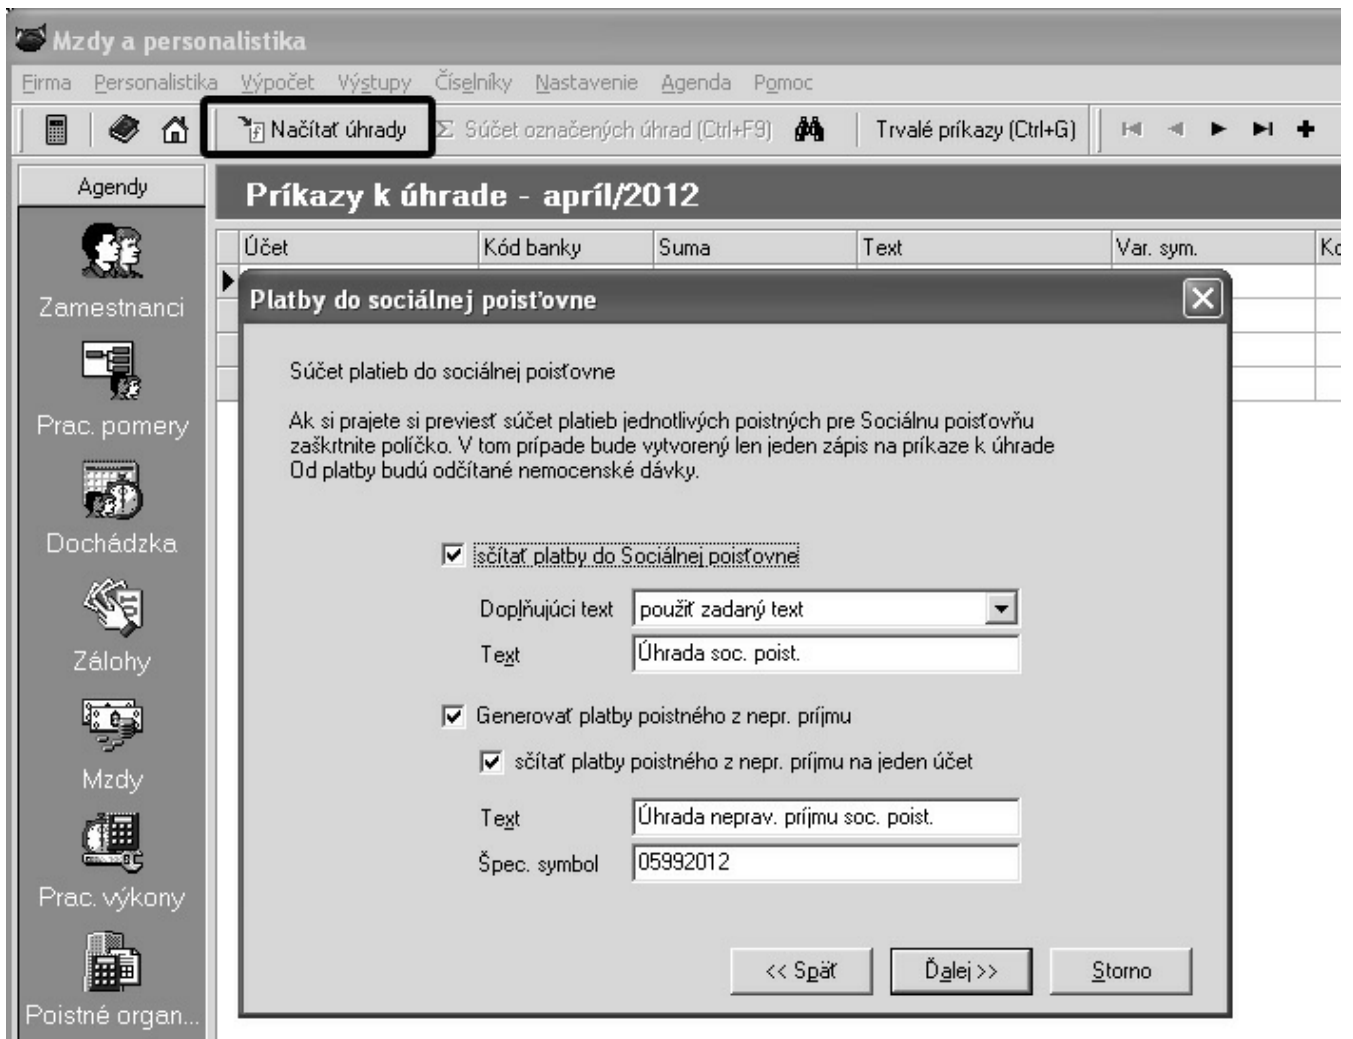 Mzdy a personalistika
Firma Personalistika Výpočet Výstupy Číselníky Nastavenie Agenda Pomoc
Načítať úhrady Σ Súčet označených úhrad (Ctrl+F9) Trvalé príkazy (Ctrl+G)
Agendy
Príkazy k úhrade - apríl/2012
Účet Kód banky Suma Text Var. sym.
Zamestnanci
Prac. pomery
Dochádzka
Zálohy
Mzdy
Prac. výkony
Poistné organ...
Platby do sociálnej poisťovne
Súčet platieb do sociálnej poisťovne
Ak si prajete si previesť súčet platieb jednotlivých poistných pre Sociálnu poisťovňu
zaškrtnite políčko. V tom prípade bude vytvorený len jeden zápis na príkaze k úhrade
Od platby budú odčítané nemocenské dávky.
sčítať platby do Sociálnej poisťovne
Doplňujúci text použiť zadaný text
Text Úhrada soc. poist.
Generovať platby poistného z nepr. príjmu
sčítať platby poistného z nepr. príjmu na jeden účet
Text Úhrada neprav. príjmu soc. poist.
Špec. symbol 05992012
<< Späť Ďalej >> Storno